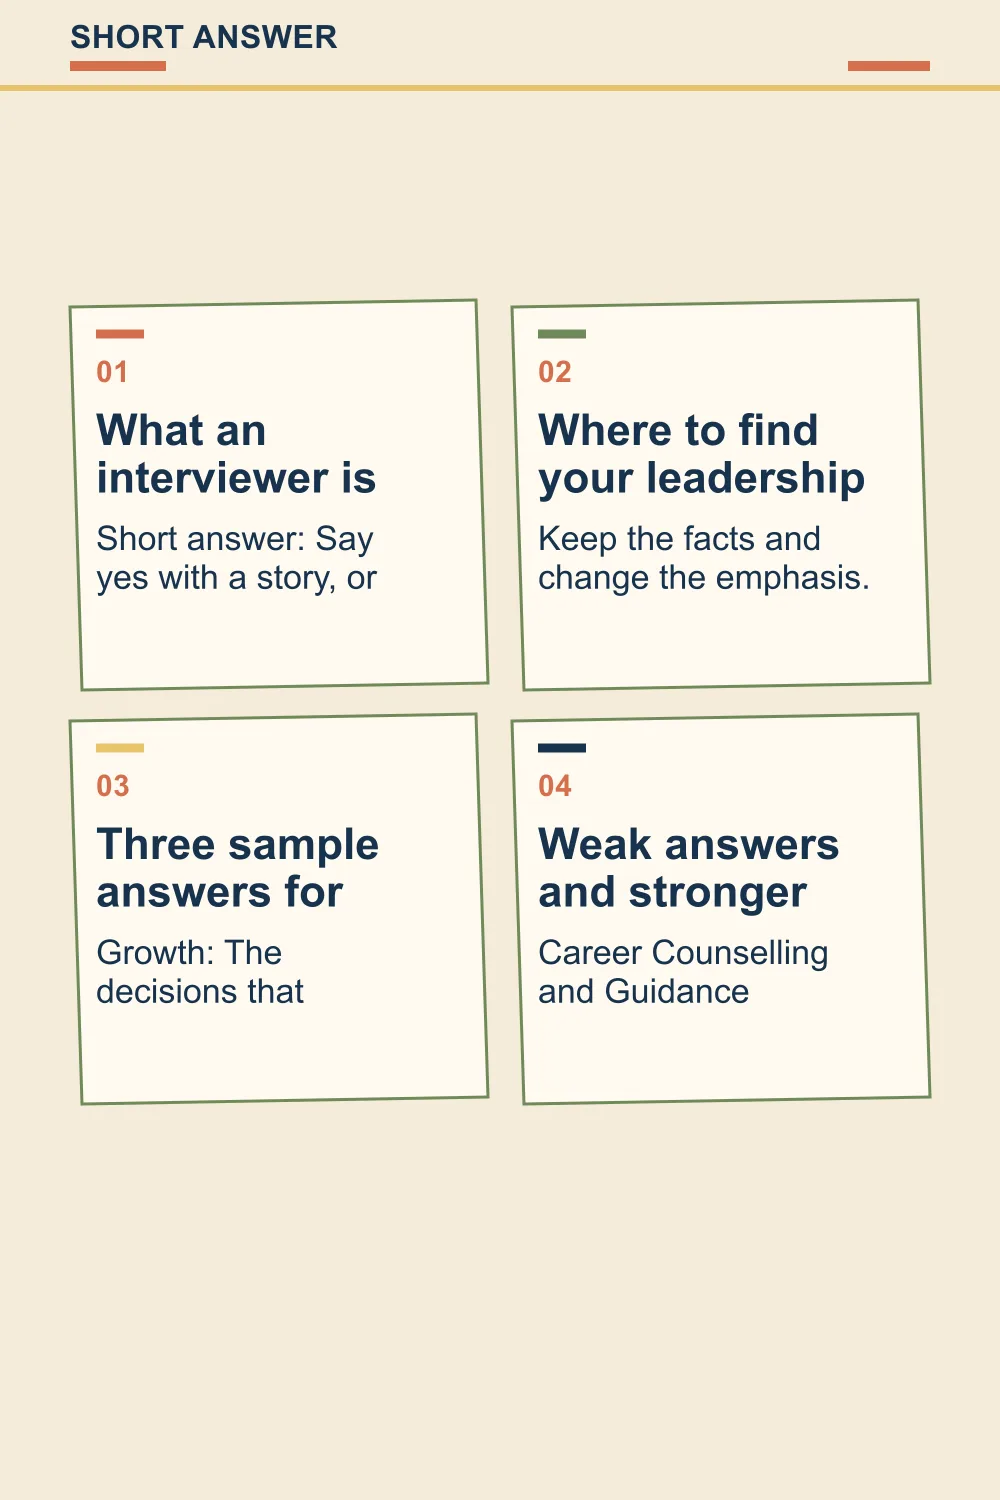 SHORT ANSWER
01
What an
interviewer is
Short answer: Say
yes with a story, or
02
Where to find
your leadership
Keep the facts and
change the emphasis.
03
Three sample
answers for
Growth: The
decisions that
04
Weak answers
and stronger
Career Counselling
and Guidance